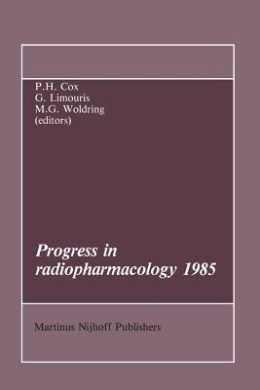 P.H. Cox
G. Limouris
M.G. Woldring
(editors)
Progress in
radiopharmacology 1985
Martinus Nijhoff Publishers